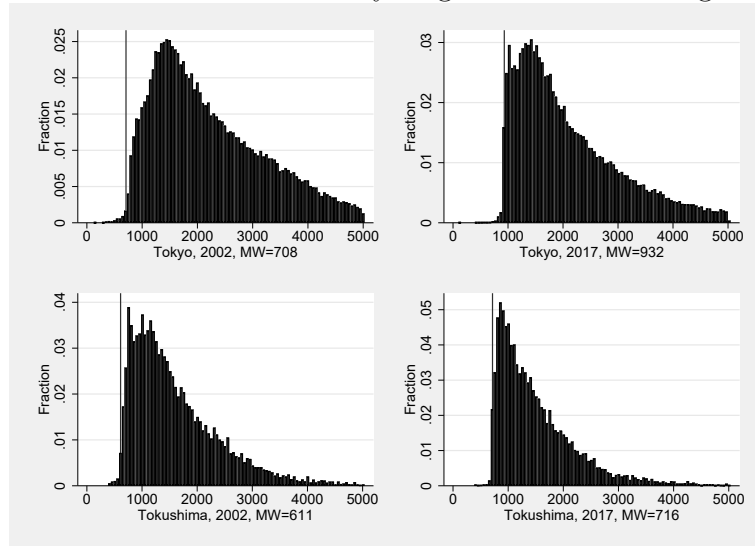 Fraction
.025
.02
.015
.01
.005
0
0 1000 2000 3000 4000 5000
Tokyo, 2002, MW=708
Fraction
.03
.02
.01
0
0 1000 2000 3000 4000 5000
Tokyo, 2017, MW=932
Fraction
.04
.03
.02
.01
0
0 1000 2000 3000 4000 5000
Tokushima, 2002, MW=611
Fraction
.05
.04
.03
.02
.01
0
0 1000 2000 3000 4000 5000
Tokushima, 2017, MW=716